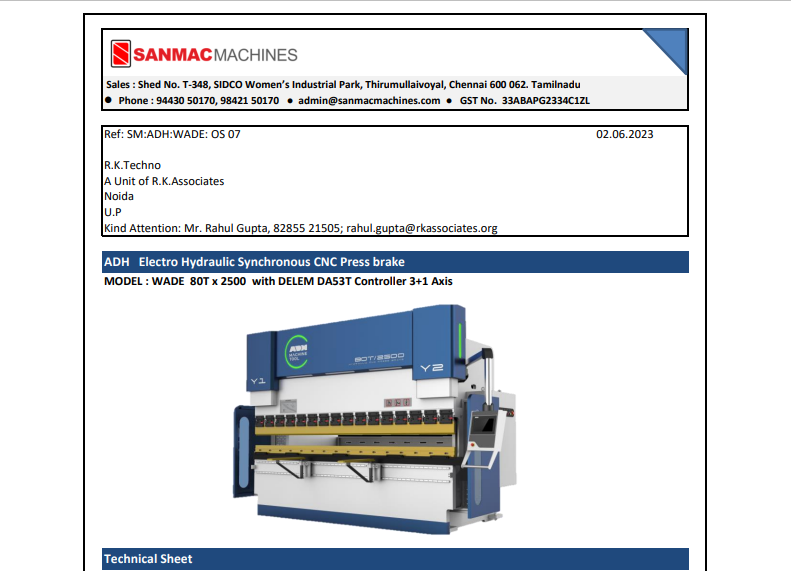 SANMACMACHINES
Sales : Shed No. T-348, SIDCO Women's Industrial Park, Thirumullaivoyal, Chennai 600 062. Tamilnadu
● Phone : 94430 50170, 98421 50170 ● admin@sanmacmachines.com ● GST No. 33ABAPG2334C1ZL
Ref: SM:ADH:WADE: OS 07 02.06.2023
R.K.Techno
A Unit of R.K.Associates
Noida
U.P
Kind Attention: Mr. Rahul Gupta, 82855 21505; rahul.gupta@rkassociates.org
ADH Electro Hydraulic Synchronous CNC Press brake
MODEL : WADE 80T x 2500 with DELEM DA53T Controller 3+1 Axis
MACHINE
TOOL
80T/2500
Y1
Y2
Technical Sheet